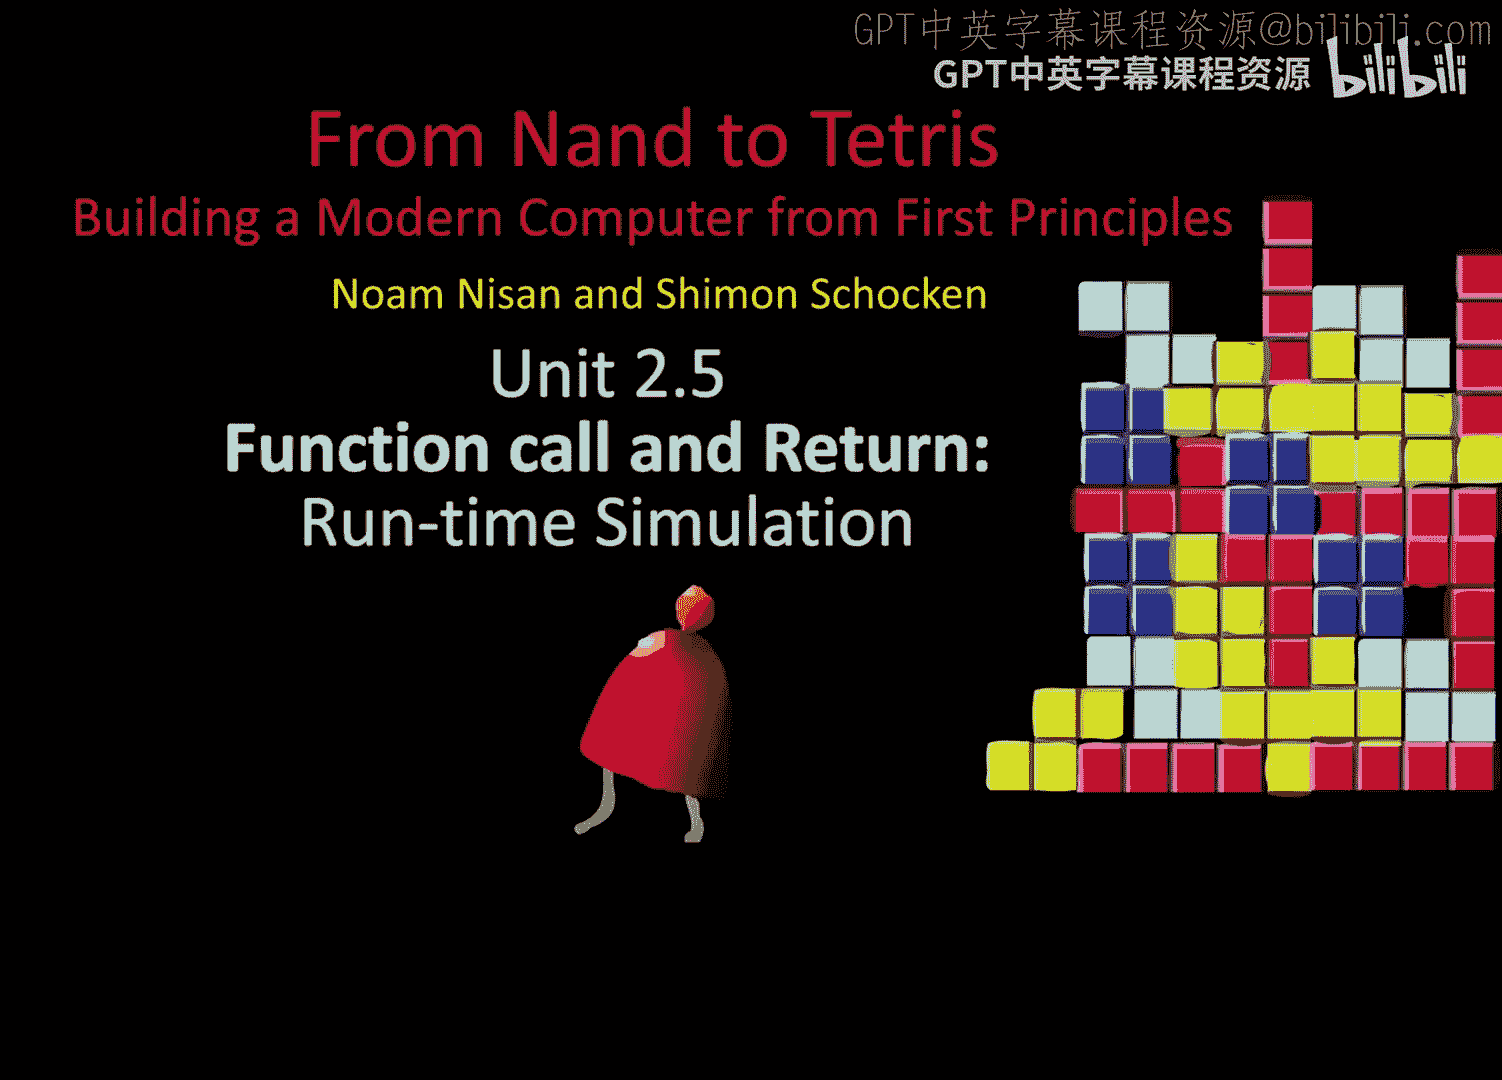 GPT中英字幕课程资源@bilibili.com
GPT中英字幕课程资源 bilibili
From Nand to Tetris
Building a Modern Computer from First Principles
Noam Nisan and Shimon Schocken
Unit 2.5
Function call and Return:
Run-time Simulation